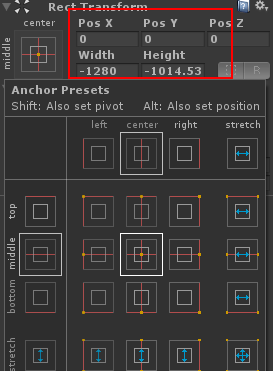 Rect Transform
center
Pos X Pos Y Pos Z
0 0 0
middle
Width Height
-1280 -1014.53
R
Anchor Presets
Shift: Also set pivot Alt: Also set position
left center right stretch
top
middle
bottom
stretch